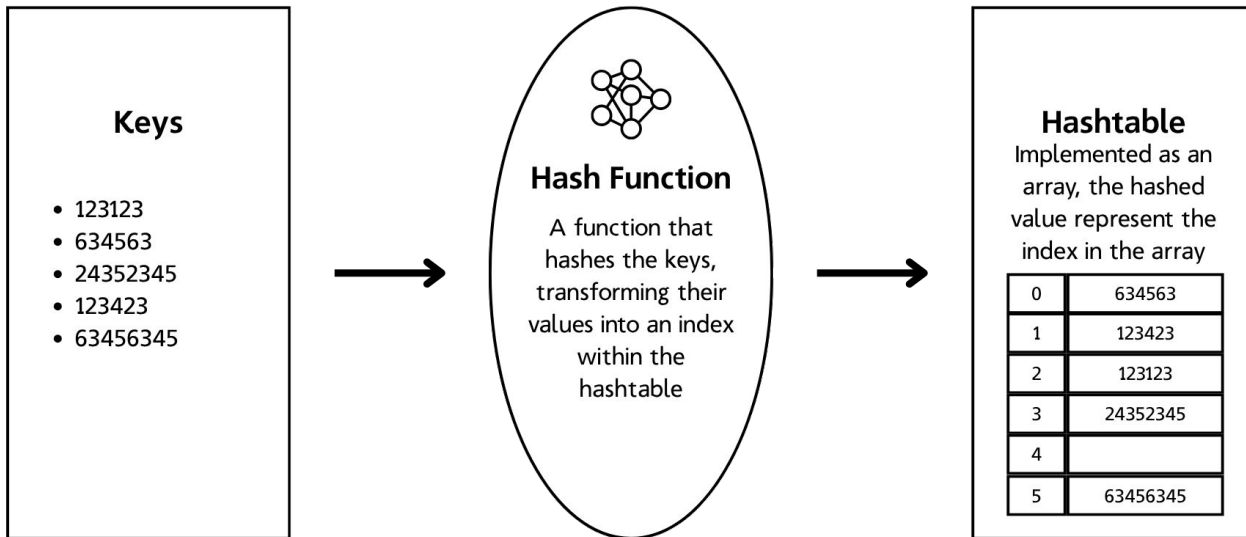 Keys
• 123123
• 634563
• 24352345
• 123423
• 63456345
Hash Function
A function that
hashes the keys,
transforming their
values into an index
within the
hashtable
Hashtable
Implemented as an
array, the hashed
value represent the
index in the array
0 634563
1 123423
2 123123
3 24352345
4
5 63456345